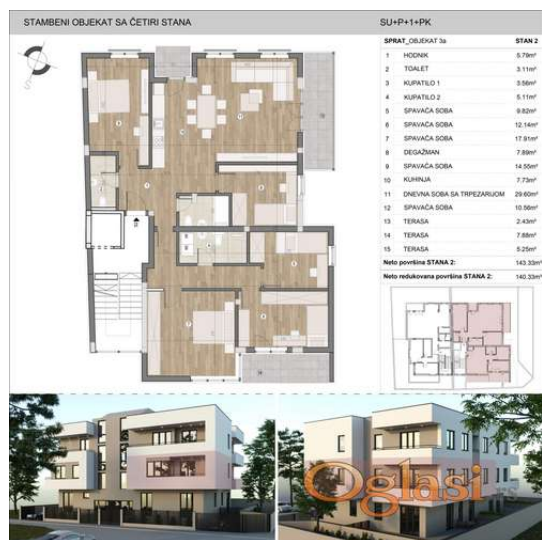 STAMBENI OBJEKAT SA ČETIRI STANA
SU+P+1+PK
SPRAT_OBJEKAT 3a STAN 2
1 HODNIK 5.79m²
2 TOALET 3.11m²
3 KUPATILO 1 3.56m²
4 KUPATILO 2 5.11m²
5 SPAVAĆA SOBA 9.82m²
6 SPAVAĆA SOBA 12.14m²
7 SPAVAĆA SOBA 17.91m²
8 DEGAŽMAN 7.89m²
9 SPAVAĆA SOBA 14.55m²
10 KUHINJA 7.73m²
11 DNEVNA SOBA SA TRPEZARIJOM 29.60m²
12 SPAVAĆA SOBA 10.56m²
13 TERASA 2.43m²
14 TERASA 7.88m²
15 TERASA 5.25m²
Neto površina STANA 2: 143.33m²
Neto redukovana površina STANA 2: 140.33m²
S
Oglasi